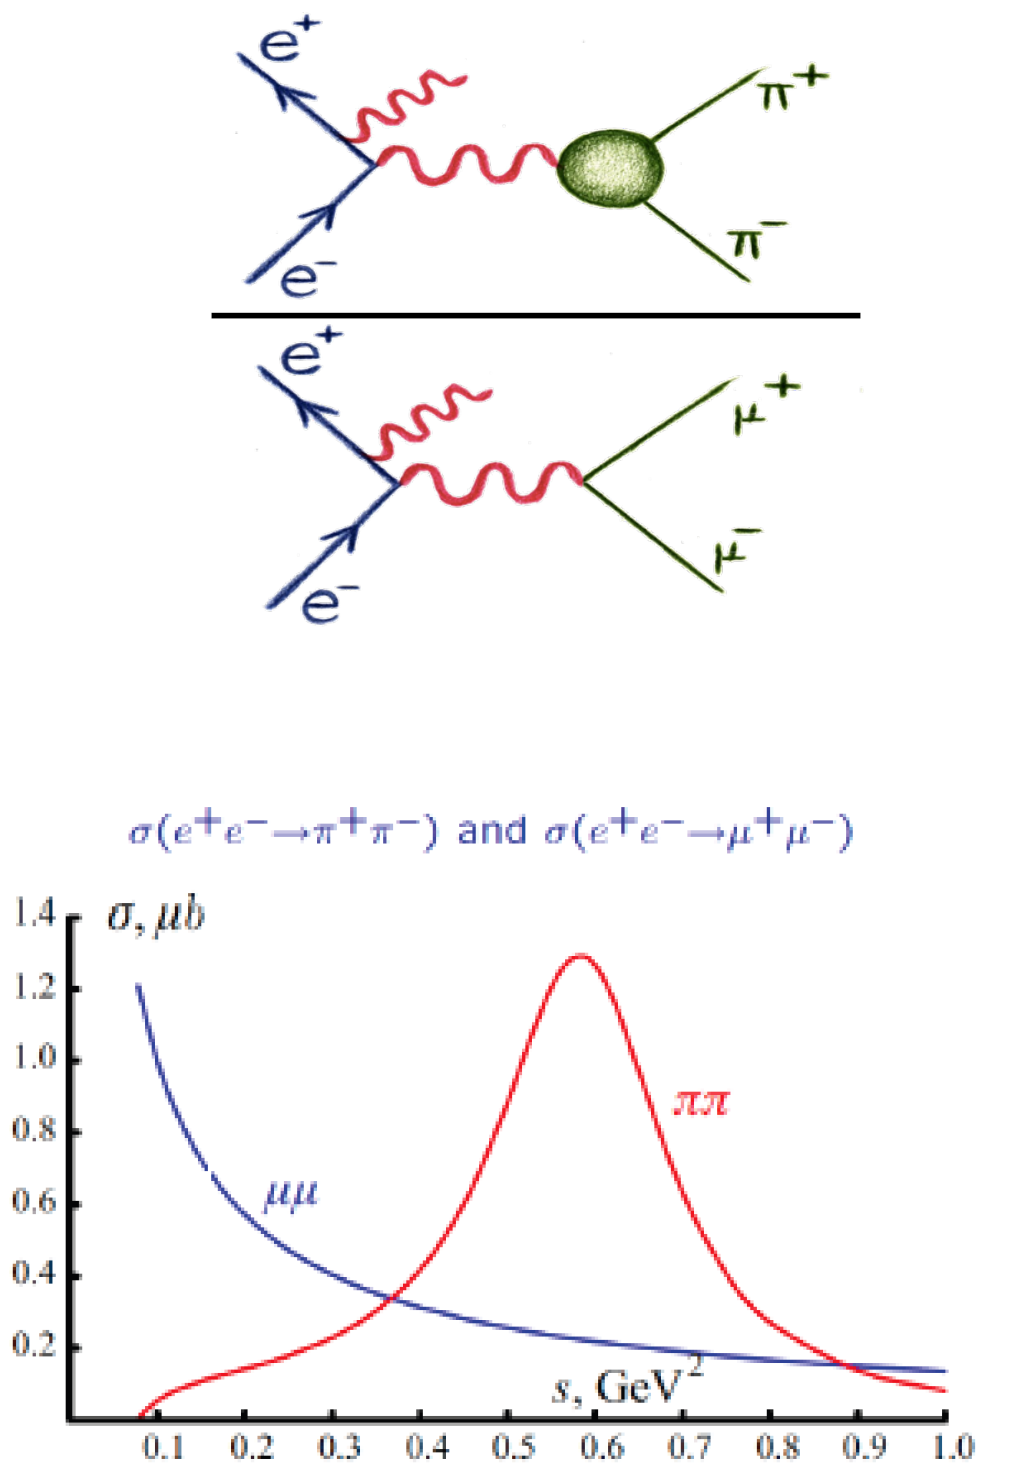 e⁺
π⁺
π⁻
e⁻
e⁺
μ⁺
μ⁻
e⁻
σ(e⁺e⁻→π⁺π⁻) and σ(e⁺e⁻→μ⁺μ⁻)
1.4 σ, μb
1.2
1.0
0.8 ππ
0.6 μμ
0.4
0.2
s, GeV²
0.1 0.2 0.3 0.4 0.5 0.6 0.7 0.8 0.9 1.0